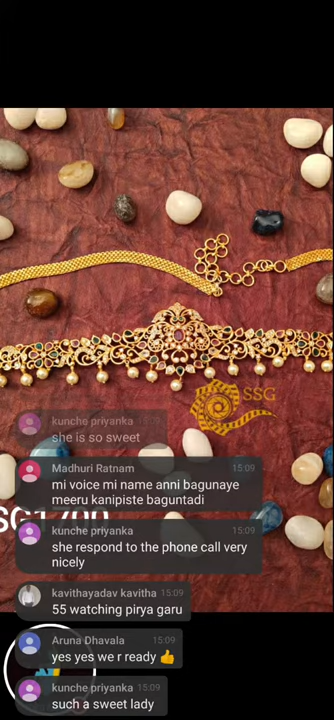 SSG
kunche priyanka 15:09
she is so sweet
Madhuri Ratnam 15:09
mi voice mi name anni bagunaye
meeru kanipiste baguntadi
kunche priyanka 15:09
she respond to the phone call very
nicely
kavithayadav kavitha 15:09
55 watching pirya garu
Aruna Dhavala 15:09
yes yes we r ready 👍
kunche priyanka 15:09
such a sweet lady